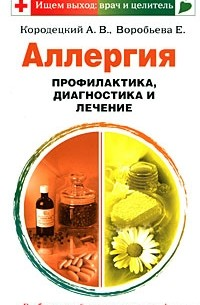 Ищем выход: врач и целитель
Кородецкий А. В., Воробьева Е.
Аллергия
ПРОФИЛАКТИКА,
ДИАГНОСТИКА И
ЛЕЧЕНИЕ